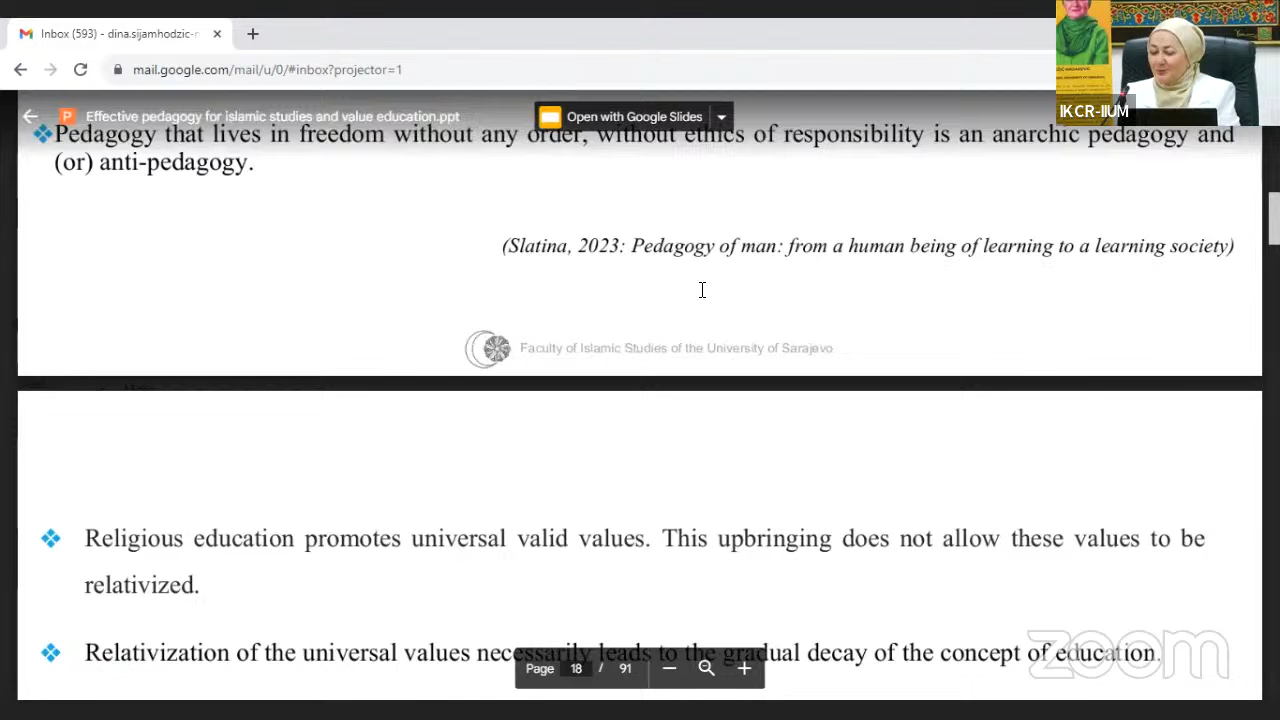 Inbox (593) - dina.sijamhodzic-r
mail.google.com/mail/u/0/#inbox?projector=1
Effective pedagogy for islamic studies and value education.ppt
Open with Google Slides
IKCR-IIUM
Pedagogy that lives in freedom without any order, without ethics of responsibility is an anarchic pedagogy and
(or) anti-pedagogy.
(Slatina, 2023: Pedagogy of man: from a human being of learning to a learning society)
Faculty of Islamic Studies of the University of Sarajevo
Religious education promotes universal valid values. This upbringing does not allow these values to be
relativized.
Relativization of the universal values necessarily leads to the gradual decay of the concept of education.
Page 18 / 91
zoom